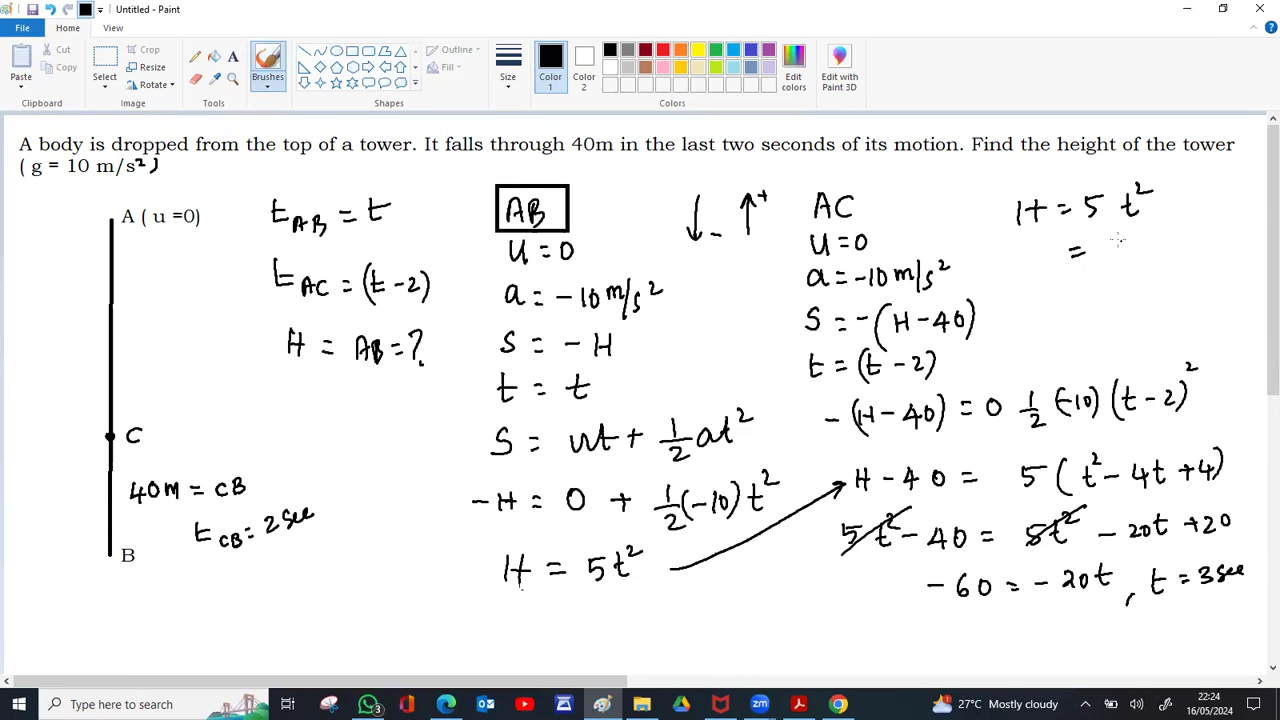 Untitled - Paint
File Home View
Paste
Cut
Copy
Clipboard
Select
Crop
Resize
Rotate
Image
Tools
Brushes
Shapes
Outline
Fill
Size
Color 1
Color 2
Edit colors
Edit with Paint 3D
Colors
A body is dropped from the top of a tower. It falls through 40m in the last two seconds of its motion. Find the height of the tower
( g = 10 m/s²)
A ( u =0)
C
40m = CB
t_CB = 2 sec
B
t_AB = t
t_AC = (t-2)
H = AB = ?
AB
u = 0
a = -10 m/s²
S = - H
t = t
S = ut + 1/2 at²
-H = 0 + 1/2 (-10) t²
H = 5t²
↓ - ↑ +
AC
u = 0
a = -10 m/s²
S = -(H-40)
t = (t-2)
-(H-40) = 0 1/2 (-10) (t-2)²
H - 40 = 5 (t² - 4t + 4)
5t² - 40 = 5t² - 20t + 20
-60 = -20t , t = 3 sec
H = 5 t²
=
Type here to search
3
27°C Mostly cloudy
22:24
16/05/2024